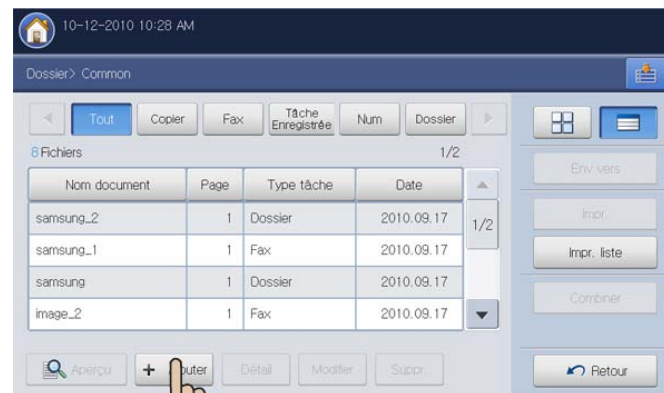 10-12-2010 10:28 AM
Dossier> Common
Tout Copier Fax Tâche Enregistrée Num Dossier
8 Fichiers 1/2
Nom document Page Type tâche Date
samsung_2 1 Dossier 2010.09.17
1/2
samsung_1 1 Fax 2010.09.17
samsung 1 Dossier 2010.09.17
image_2 1 Fax 2010.09.17
Aperçu + Détail Modifier Suppr.
Env vers
Impr.
Impr. liste
Combiner
Retour